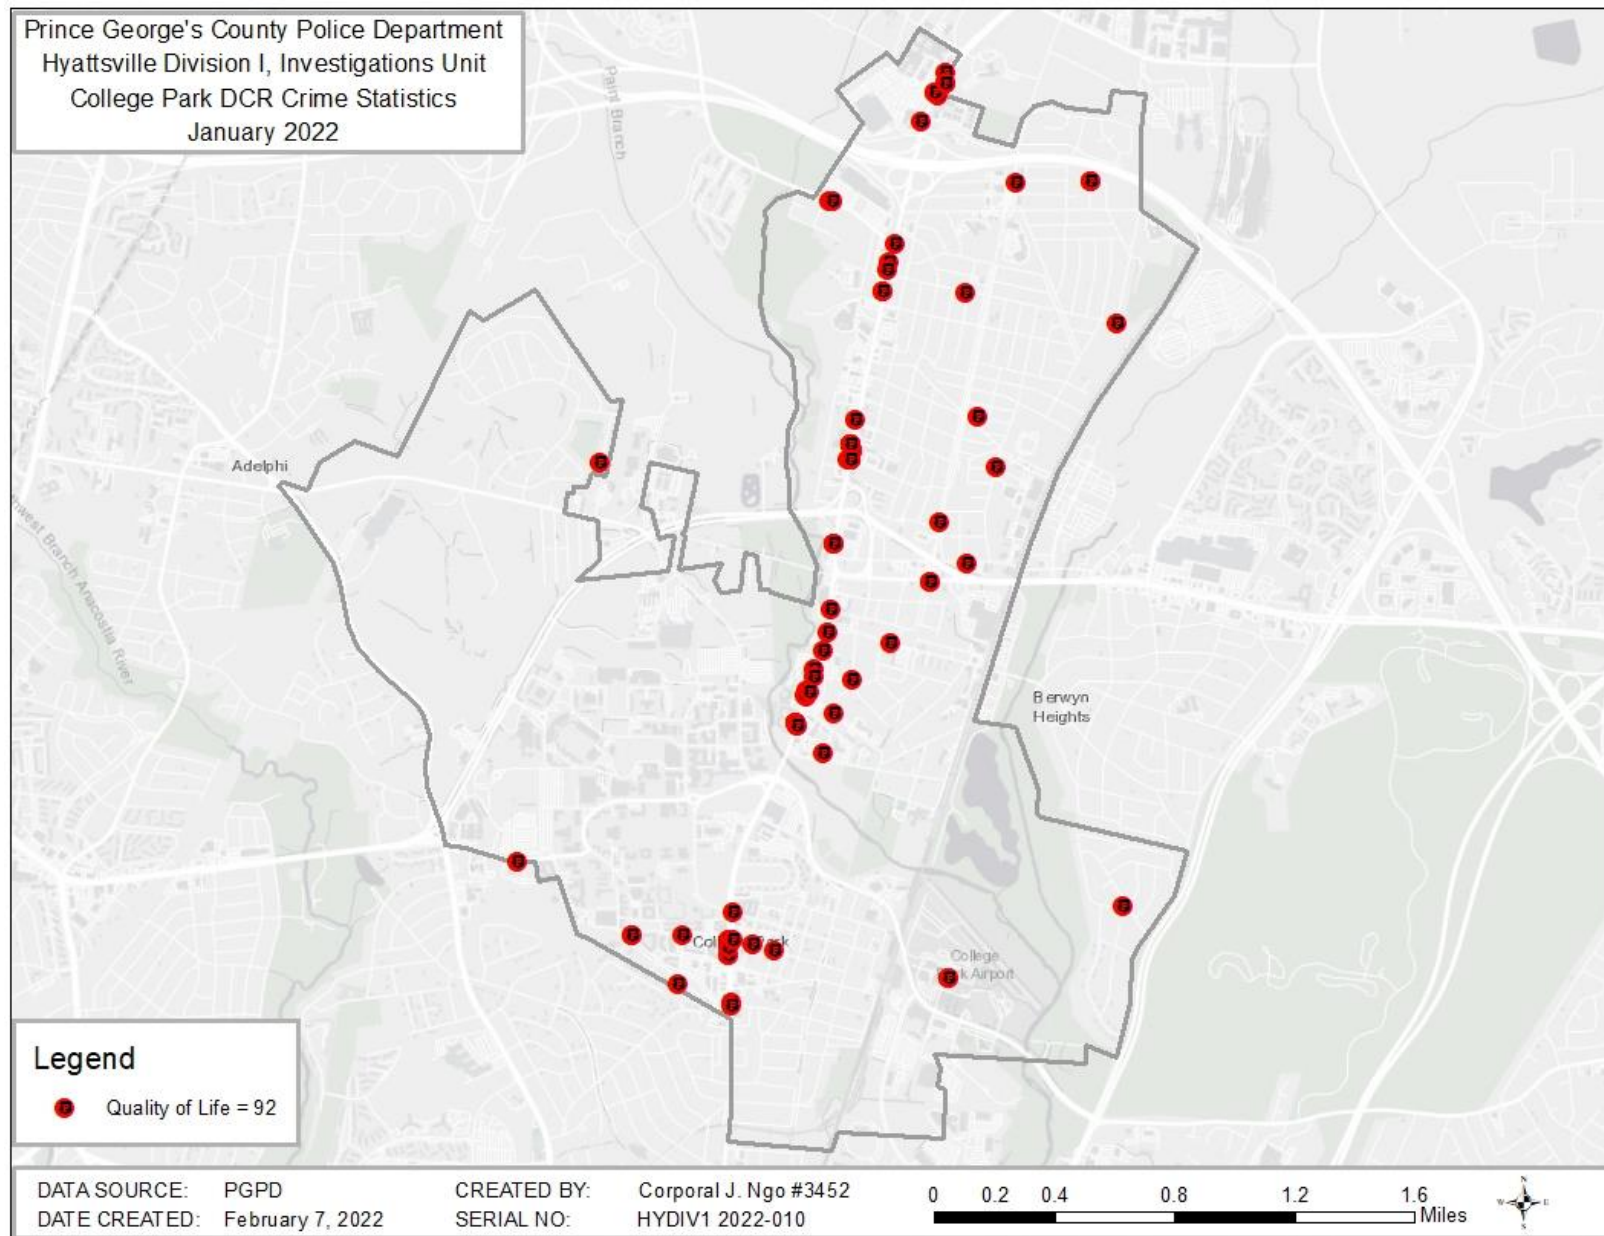 Prince George's County Police Department
Hyattsville Division I, Investigations Unit
College Park DCR Crime Statistics
January 2022
Paint Branch
Adelphi
Branch Anacostia River
Berwyn
Heights
College
Airport
Legend
Quality of Life = 92
DATA SOURCE: PGPD
DATE CREATED: February 7, 2022
CREATED BY: Corporal J. Ngo #3452
SERIAL NO: HYDIV1 2022-010
0 0.2 0.4 0.8 1.2 1.6
Miles
N
W E
S